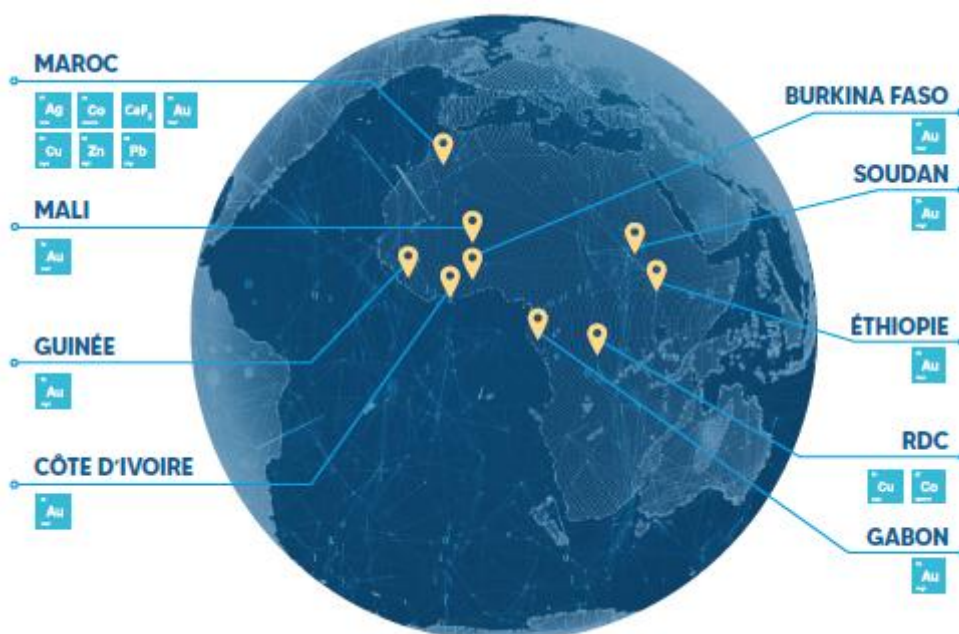 MAROC
Ag Co CaF₂ Au
Cu Zn Pb
MALI
Au
GUINÉE
Au
CÔTE D'IVOIRE
Au
BURKINA FASO
Au
SOUDAN
Au
ÉTHIOPIE
Au
RDC
Cu Co
GABON
Au